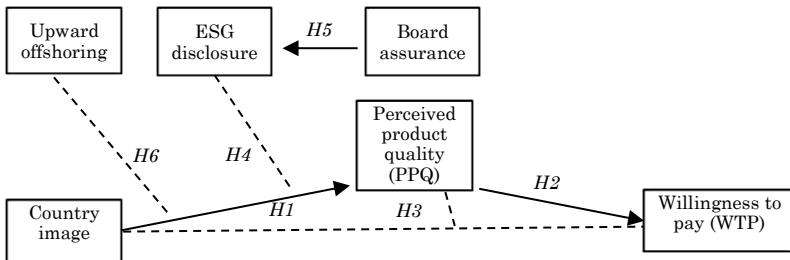 Upward
offshoring
ESG
disclosure
H5
Board
assurance
Perceived
product
quality
(PPQ)
H6
H4
H2
H1
H3
Country
image
Willingness to
pay (WTP)